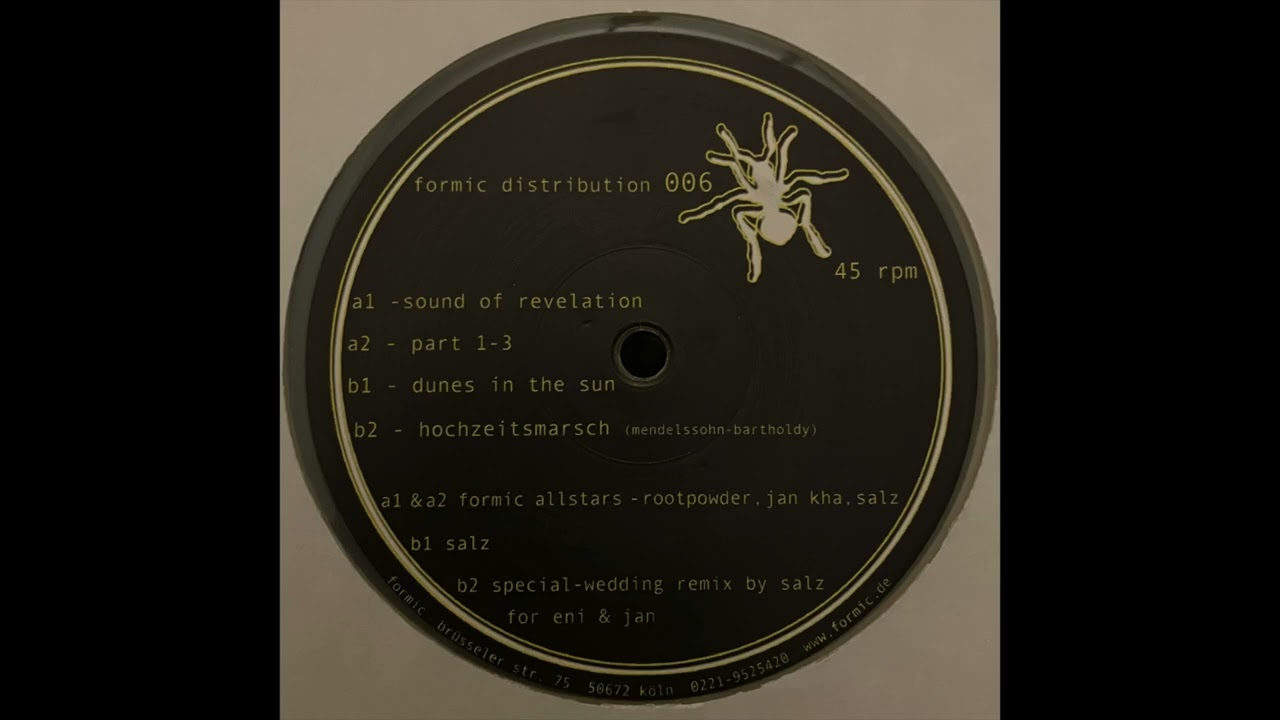 formic distribution 006
45 rpm
a1 -sound of revelation
a2 - part 1-3
b1 - dunes in the sun
b2 - hochzeitsmarsch (mendelssohn-bartholdy)
a1 & a2 formic allstars - rootpowder, jan kha, salz
b1 salz
b2 special-wedding remix by salz
for eni & jan
formic . brüsseler str. 75 50672 köln 0221-9525420 www.formic.de